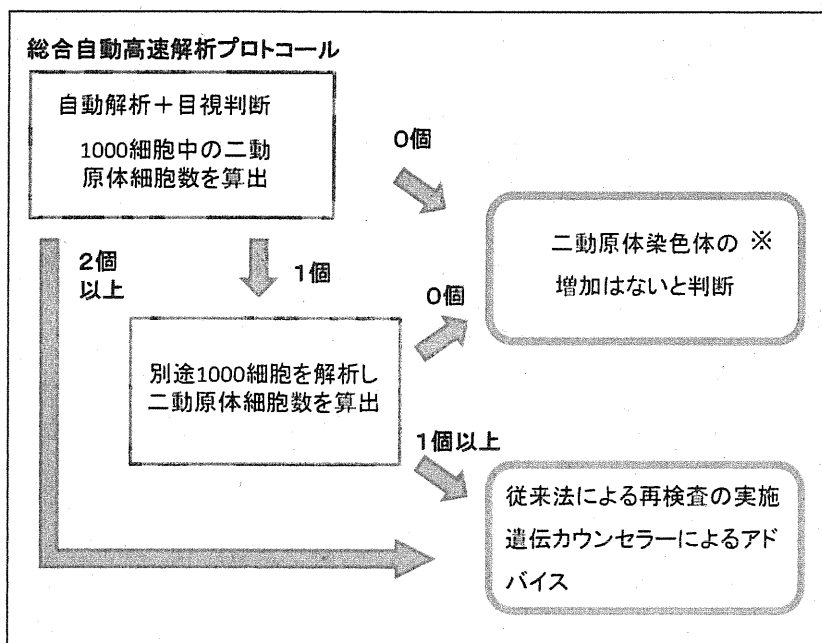 総合自動高速解析プロトコール
自動解析＋目視判断
1000細胞中の二動
原体細胞数を算出
0個
2個
以上
1個
0個
二動原体染色体の ※
増加はないと判断
別途1000細胞を解析し
二動原体細胞数を算出
1個以上
従来法による再検査の実施
遺伝カウンセラーによるアド
バイス